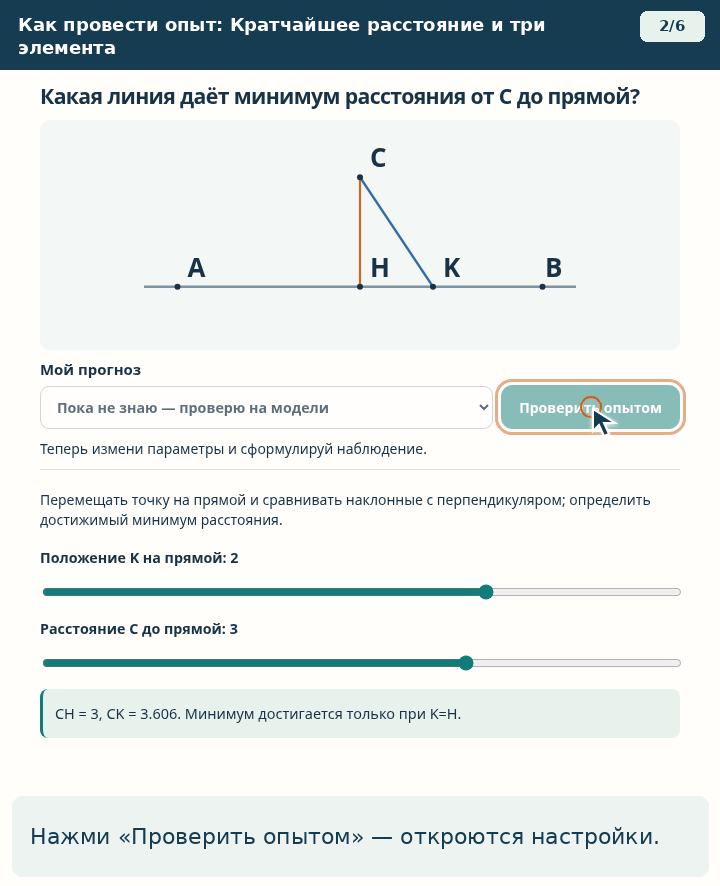 Как провести опыт: Кратчайшее расстояние и три
элемента
2/6
Какая линия даёт минимум расстояния от C до прямой?
C
A
H
K
B
Мой прогноз
Пока не знаю — проверю на модели
Проверить опытом
Теперь измени параметры и сформулируй наблюдение.
Перемещать точку на прямой и сравнивать наклонные с перпендикуляром; определить
достижимый минимум расстояния.
Положение K на прямой: 2
Расстояние C до прямой: 3
CH = 3, CK = 3.606. Минимум достигается только при K=H.
Нажми «Проверить опытом» — откроются настройки.